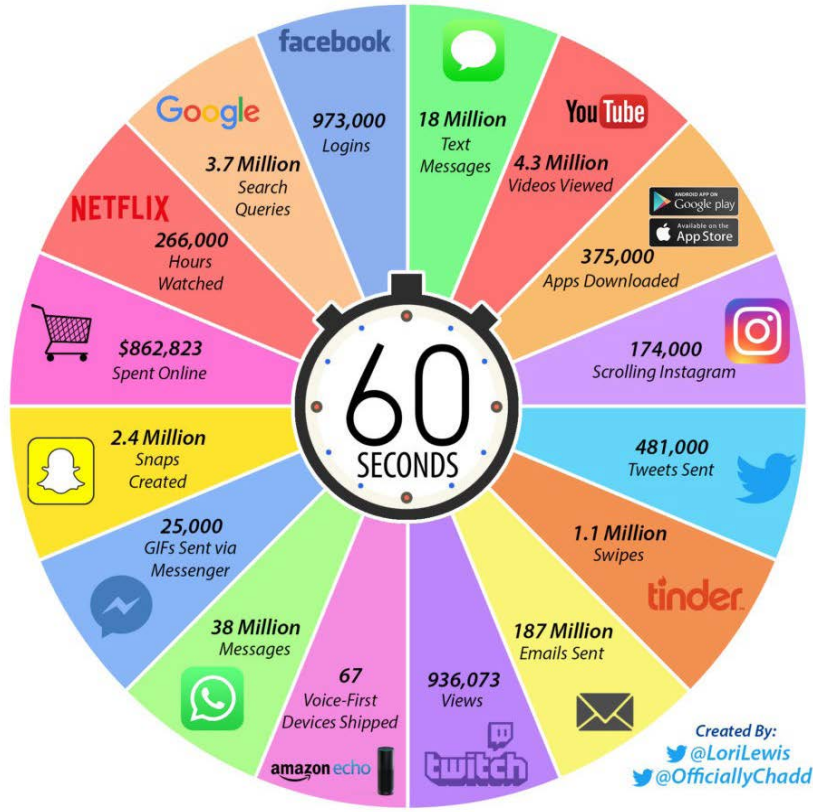 facebook
973,000
Logins
18 Million
Text
Messages
YouTube
4.3 Million
Videos Viewed
ANDROID APP ON
Google play
Available on the
App Store
375,000
Apps Downloaded
174,000
Scrolling Instagram
481,000
Tweets Sent
1.1 Million
Swipes
tinder
187 Million
Emails Sent
936,073
Views
twitch
67
Voice-First
Devices Shipped
amazon echo
38 Million
Messages
25,000
GIFs Sent via
Messenger
2.4 Million
Snaps
Created
$862,823
Spent Online
NETFLIX
266,000
Hours
Watched
Google
3.7 Million
Search
Queries
60
SECONDS
Created By:
@LoriLewis
@OfficiallyChadd